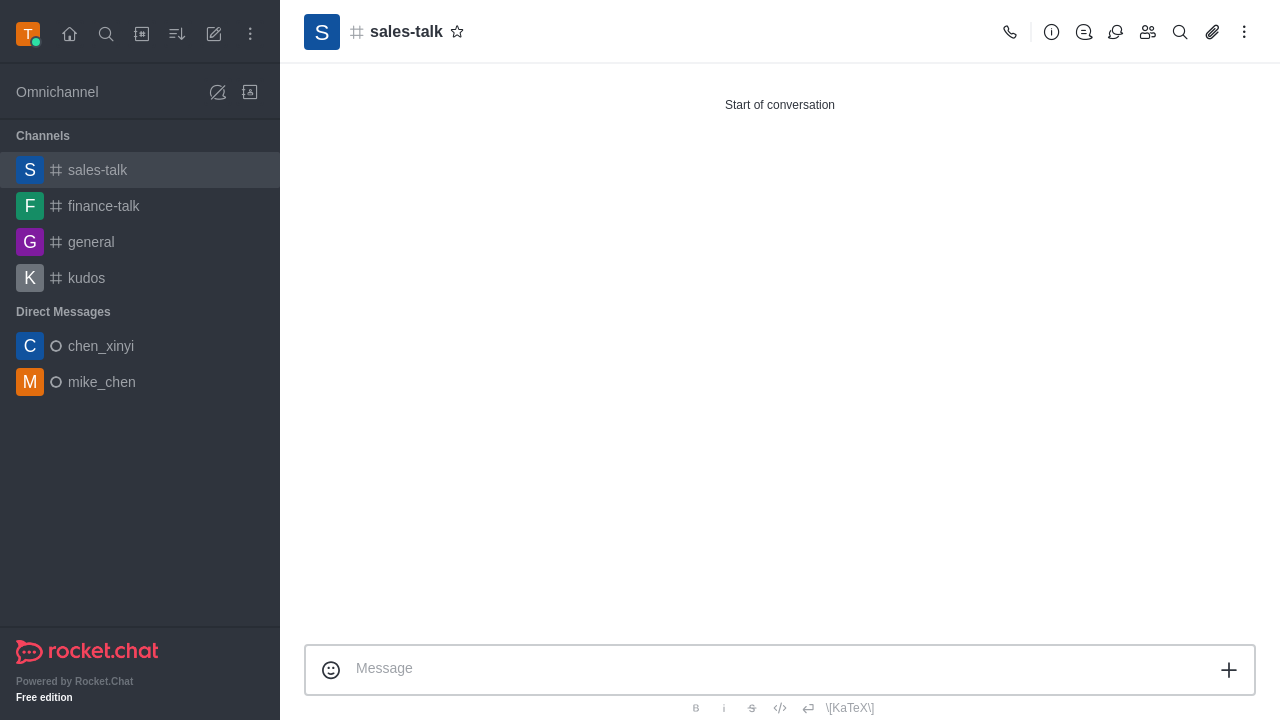 T
Omnichannel
Channels
S sales-talk
F finance-talk
G general
K kudos
Direct Messages
C chen_xinyi
M mike_chen
rocket.chat
Powered by Rocket.Chat
Free edition
S sales-talk
Start of conversation
Message
B i S \[KaTeX\]